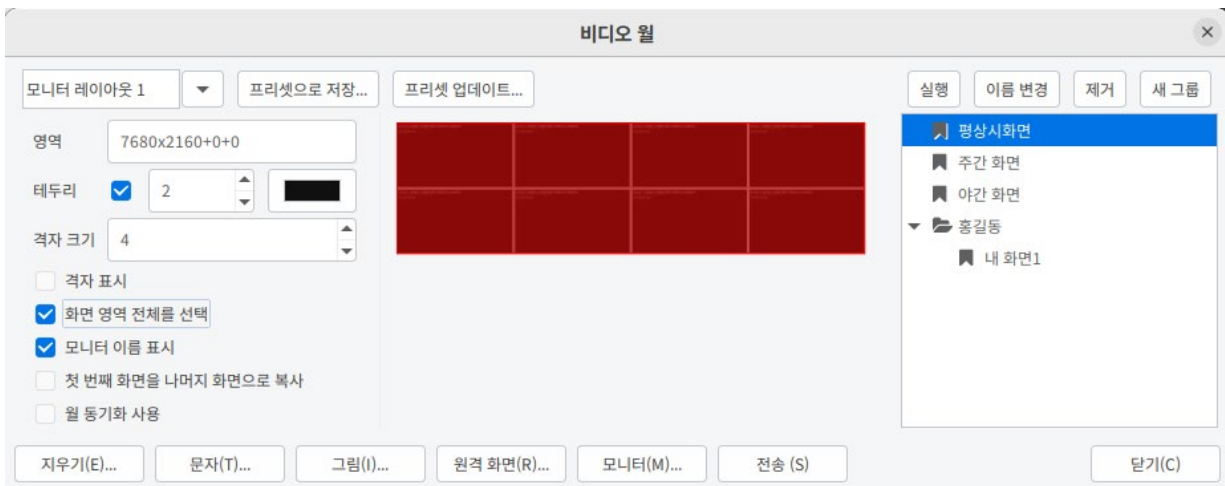 비디오 월
모니터 레이아웃 1
프리셋으로 저장...
프리셋 업데이트...
실행
이름 변경
제거
새 그룹
영역
7680x2160+0+0
테두리
2
격자 크기
4
격자 표시
화면 영역 전체를 선택
모니터 이름 표시
첫 번째 화면을 나머지 화면으로 복사
월 동기화 사용
평상시화면
주간 화면
야간 화면
홍길동
내 화면1
지우기(E)...
문자(T)...
그림(I)...
원격 화면(R)...
모니터(M)...
전송 (S)
닫기(C)